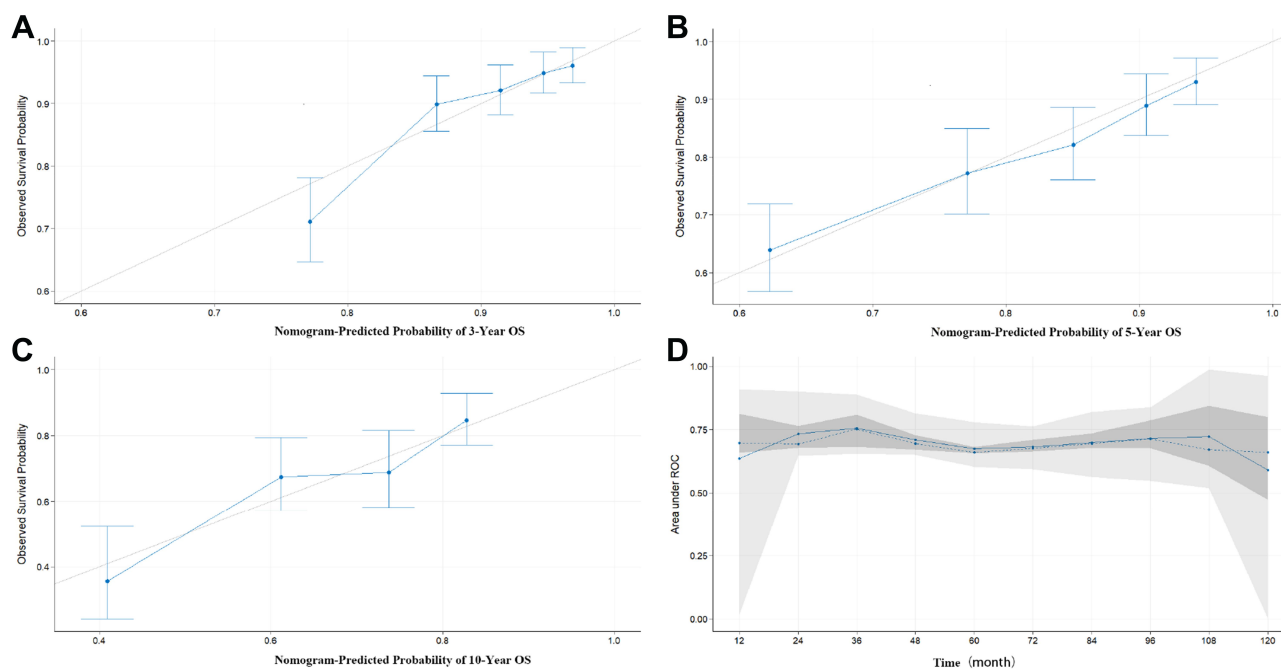 A
Observed Survival Probability
1.0
0.9
0.8
0.7
0.6
0.6 0.7 0.8 0.9 1.0
Nomogram-Predicted Probability of 3-Year OS
B
Observed Survival Probability
1.0
0.9
0.8
0.7
0.6
0.6 0.7 0.8 0.9 1.0
Nomogram-Predicted Probability of 5-Year OS
C
Observed Survival Probability
1.0
0.8
0.6
0.4
0.4 0.6 0.8 1.0
Nomogram-Predicted Probability of 10-Year OS
D
Area under ROC
1.00
0.75
0.50
0.25
0.00
12 24 36 48 60 72 84 96 108 120
Time (month)